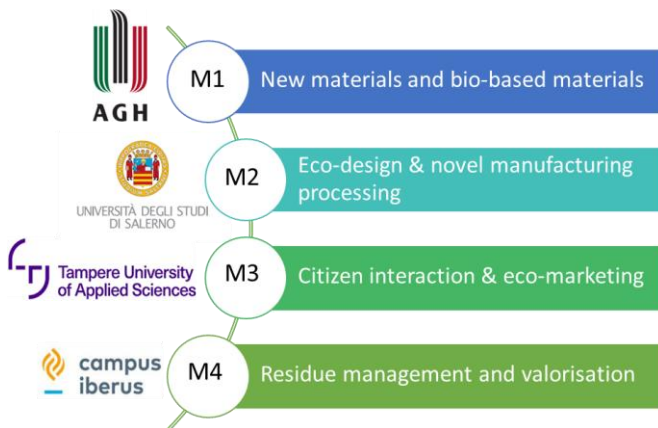 AGH
M1
New materials and bio-based materials
UNIVERSITÀ DEGLI STUDI
DI SALERNO
M2
Eco-design & novel manufacturing
processing
Tampere University
of Applied Sciences
M3
Citizen interaction & eco-marketing
campus
iberus
M4
Residue management and valorisation